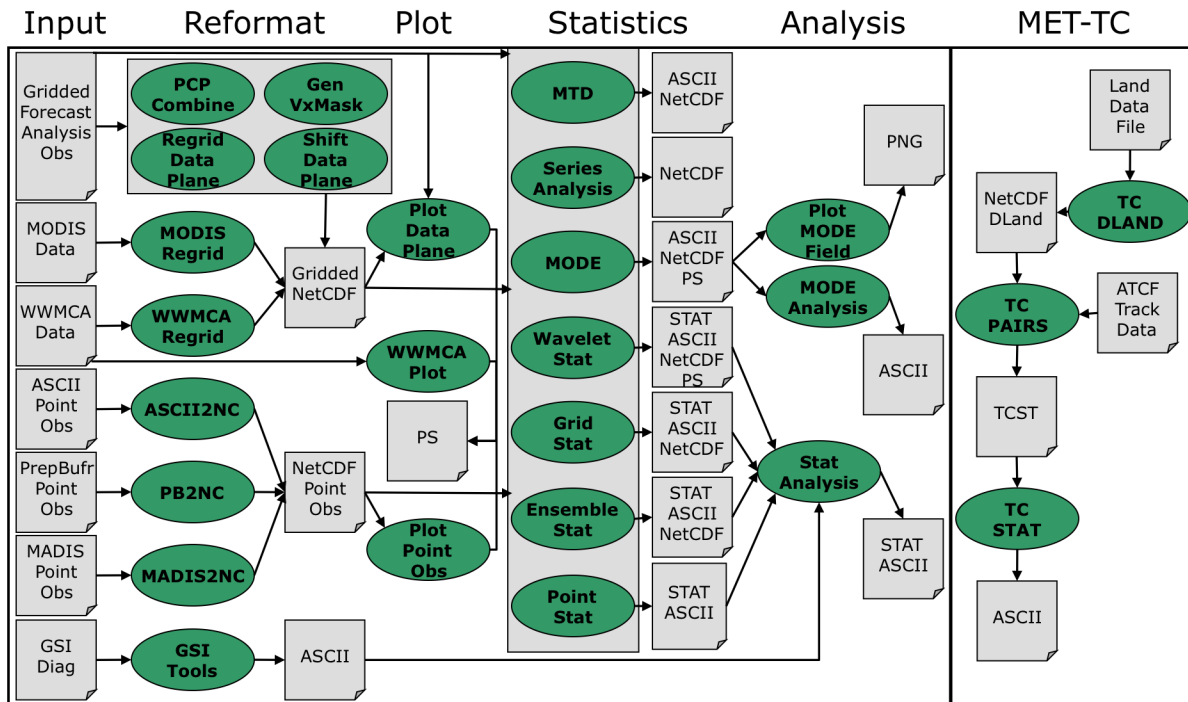 Input
Reformat
Plot
Statistics
Analysis
MET-TC
Gridded
Forecast
Analysis
Obs
MODIS
Data
WWMCA
Data
ASCII
Point
Obs
PrepBufr
Point
Obs
MADIS
Point
Obs
GSI
Diag
PCP
Combine
Gen
VxMask
Regrid
Data
Plane
Shift
Data
Plane
MODIS
Regrid
WWMCA
Regrid
ASCII2NC
PB2NC
MADIS2NC
GSI
Tools
Gridded
NetCDF
NetCDF
Point
Obs
ASCII
Plot
Data
Plane
WWMCA
Plot
PS
Plot
Point
Obs
MTD
Series
Analysis
MODE
Wavelet
Stat
Grid
Stat
Ensemble
Stat
Point
Stat
ASCII
NetCDF
NetCDF
ASCII
NetCDF
PS
STAT
ASCII
NetCDF
PS
STAT
ASCII
NetCDF
STAT
ASCII
NetCDF
STAT
ASCII
Plot
MODE
Field
MODE
Analysis
Stat
Analysis
PNG
ASCII
STAT
ASCII
Land
Data
File
TC
DLAND
NetCDF
DLand
TC
PAIRS
ATCF
Track
Data
TCST
TC
STAT
ASCII